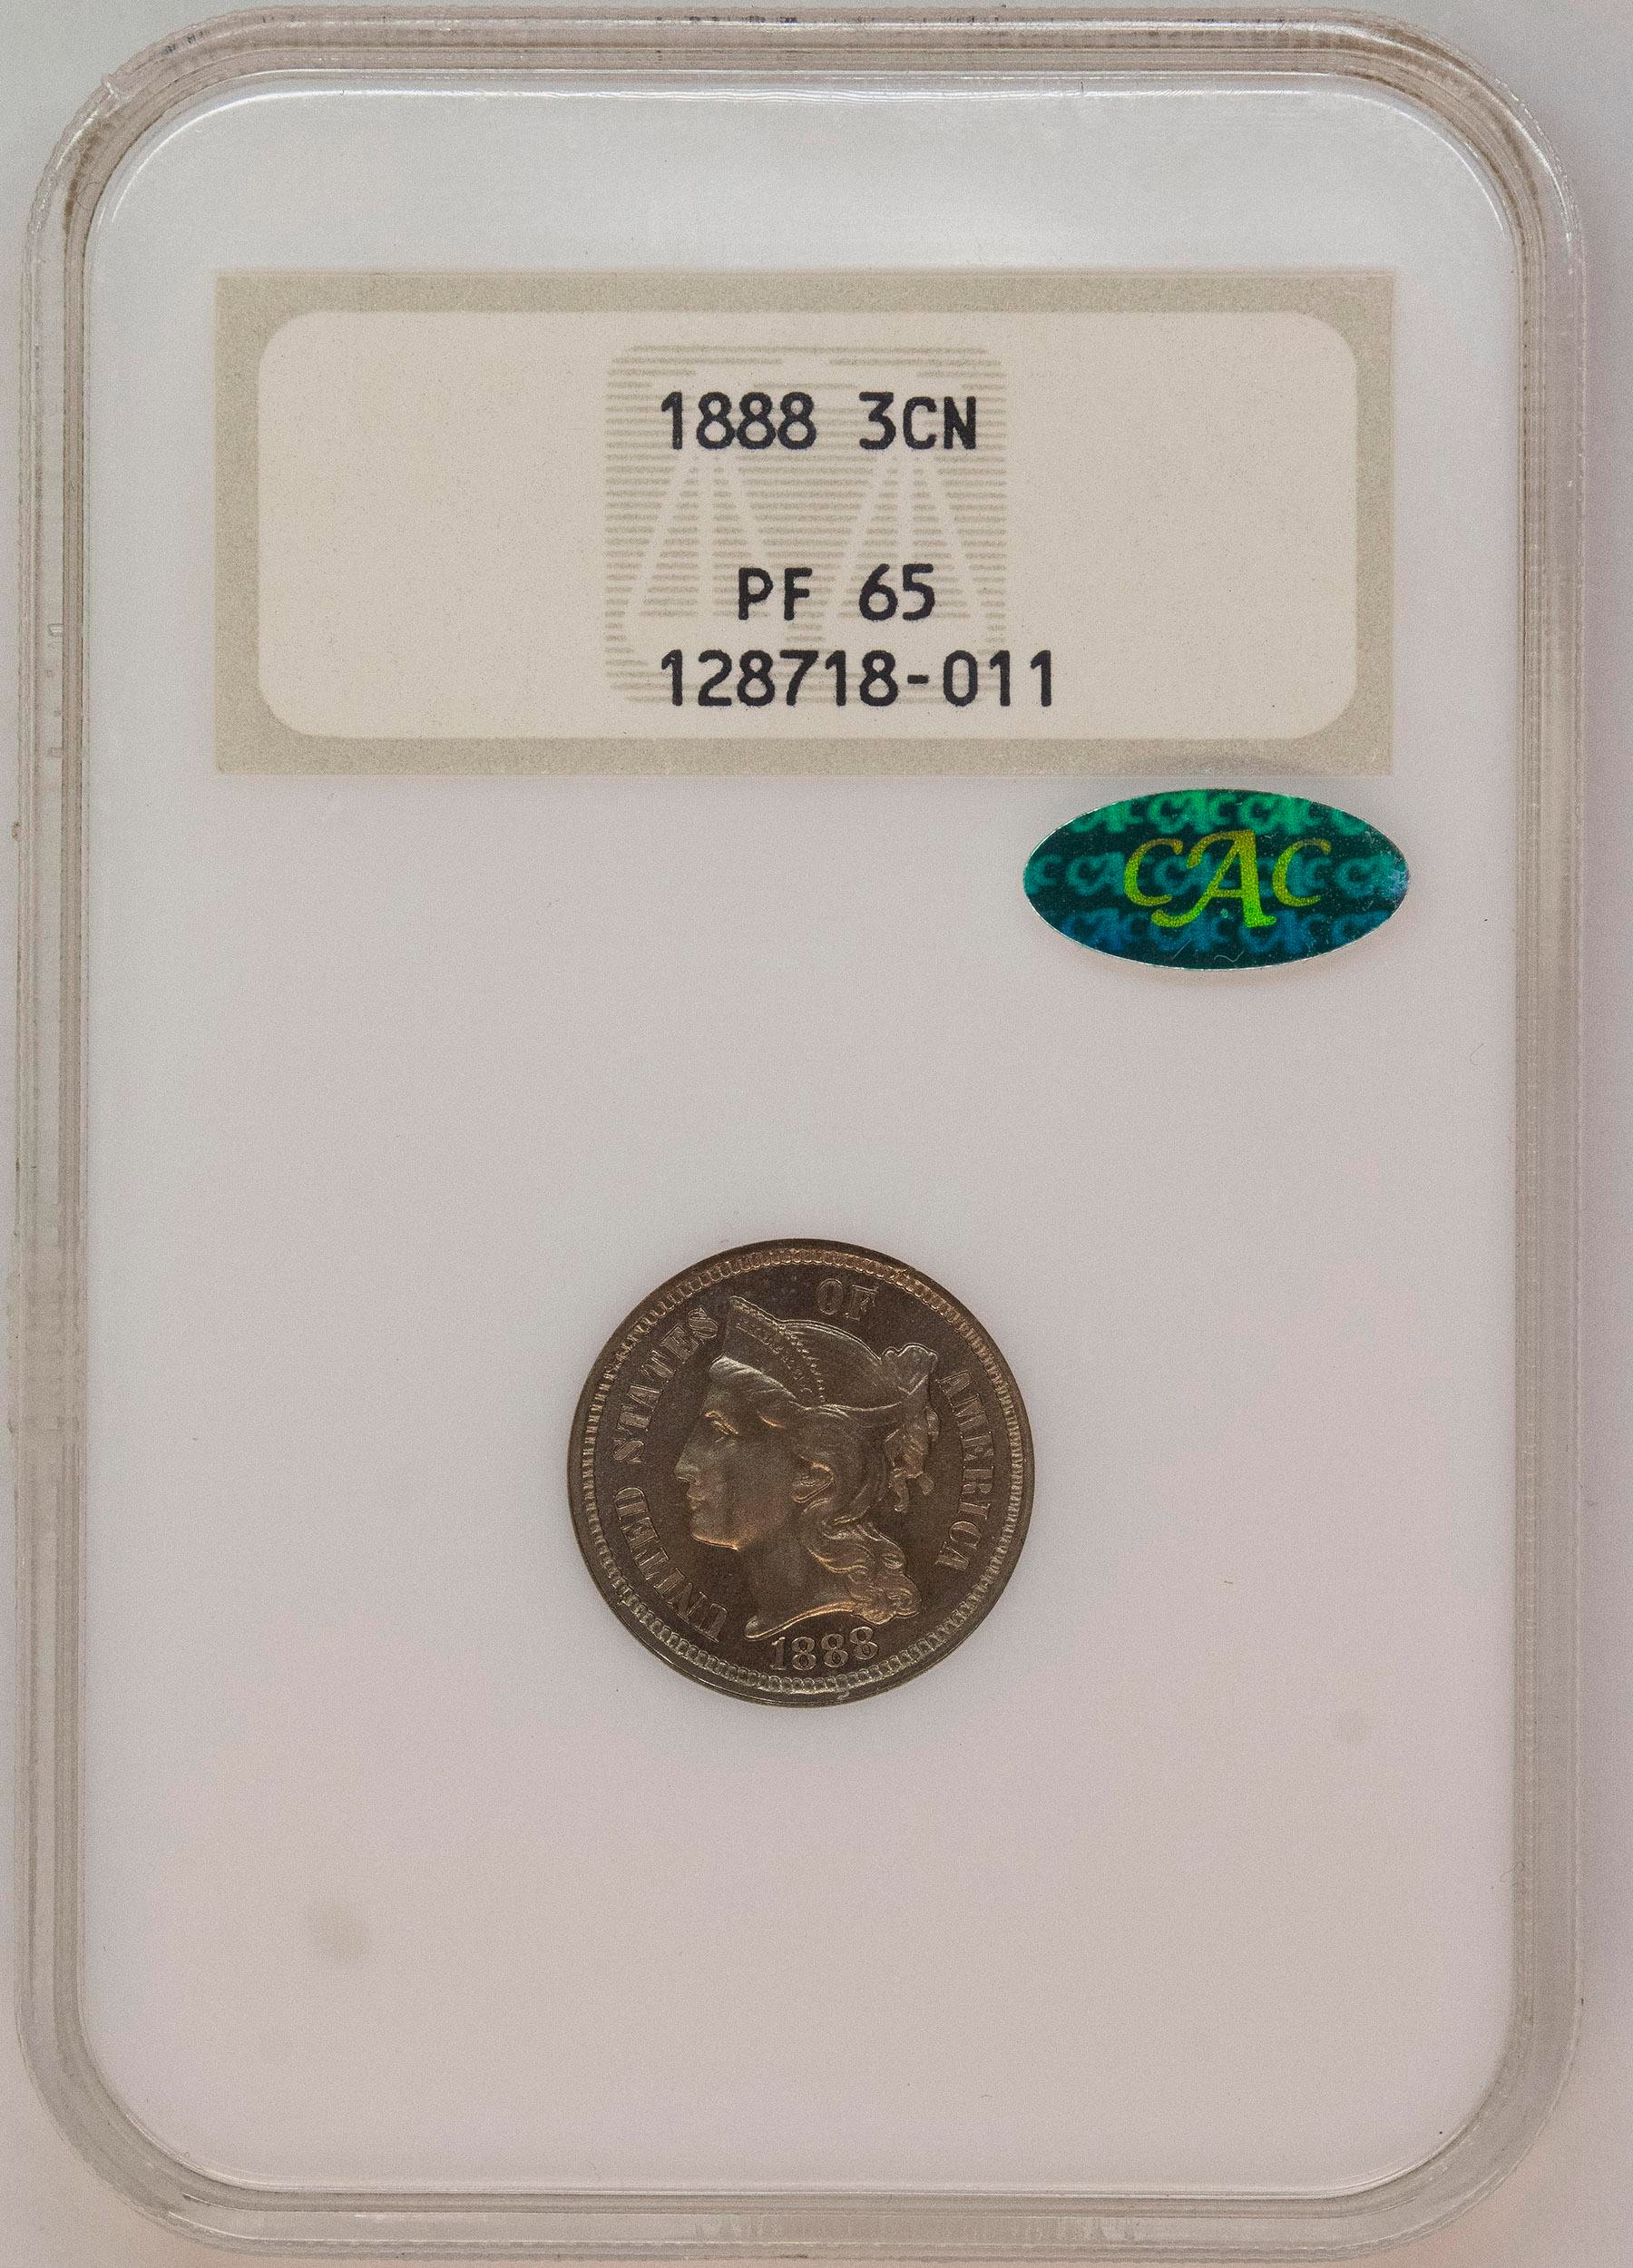 1888 3CN
PF 65
128718-011
CAC
UNITED STATES OF AMERICA
1888